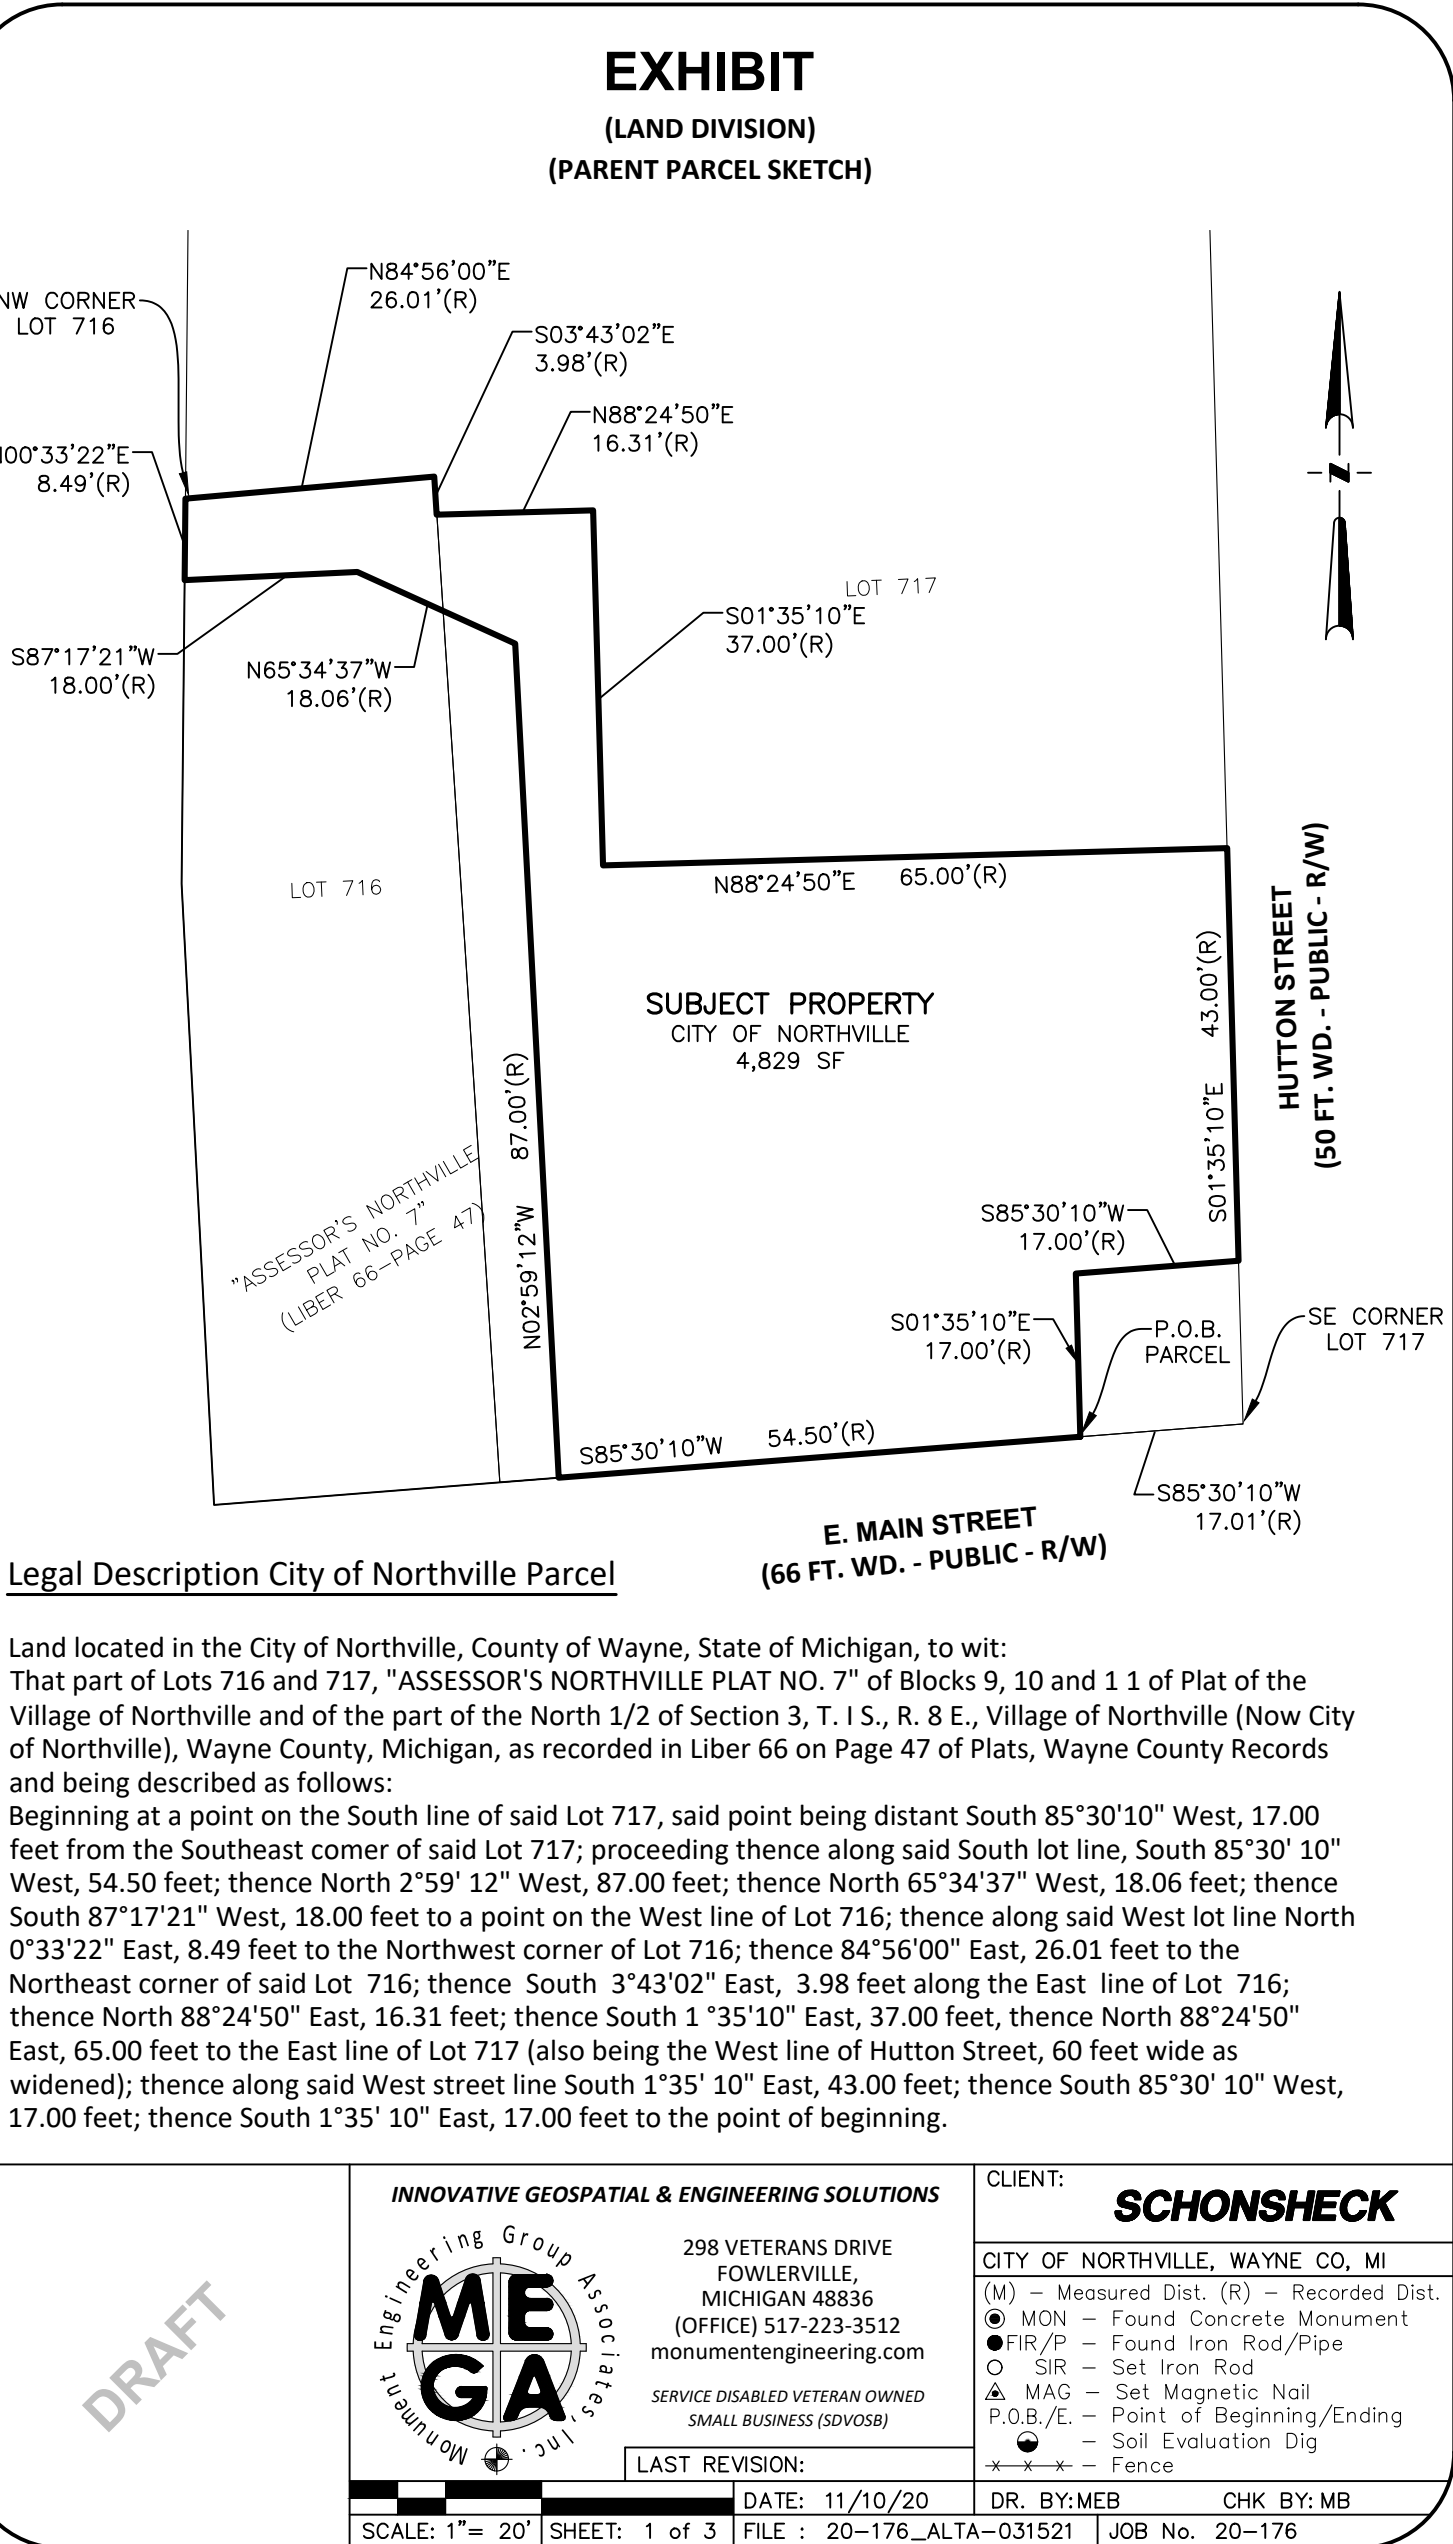 EXHIBIT
(LAND DIVISION)
(PARENT PARCEL SKETCH)
NW CORNER
LOT 716
N84°56'00"E
26.01'(R)
S03°43'02"E
3.98'(R)
N88°24'50"E
16.31'(R)
N00°33'22"E
8.49'(R)
S87°17'21"W
18.00'(R)
N65°34'37"W
18.06'(R)
LOT 717
S01°35'10"E
37.00'(R)
N
LOT 716
N88°24'50"E 65.00'(R)
SUBJECT PROPERTY
CITY OF NORTHVILLE
4,829 SF
S01°35'10"E 43.00'(R)
HUTTON STREET
(50 FT. WD. - PUBLIC - R/W)
N02°59'12"W 87.00'(R)
"ASSESSOR'S NORTHVILLE
PLAT NO. 7"
(LIBER 66-PAGE 47)
S85°30'10"W
17.00'(R)
S01°35'10"E
17.00'(R)
P.O.B.
PARCEL
SE CORNER
LOT 717
S85°30'10"W 54.50'(R)
S85°30'10"W
17.01'(R)
E. MAIN STREET
(66 FT. WD. - PUBLIC - R/W)
Legal Description City of Northville Parcel
Land located in the City of Northville, County of Wayne, State of Michigan, to wit:
That part of Lots 716 and 717, "ASSESSOR'S NORTHVILLE PLAT NO. 7" of Blocks 9, 10 and 1 1 of Plat of the
Village of Northville and of the part of the North 1/2 of Section 3, T. I S., R. 8 E., Village of Northville (Now City
of Northville), Wayne County, Michigan, as recorded in Liber 66 on Page 47 of Plats, Wayne County Records
and being described as follows:
Beginning at a point on the South line of said Lot 717, said point being distant South 85°30'10" West, 17.00
feet from the Southeast comer of said Lot 717; proceeding thence along said South lot line, South 85°30' 10"
West, 54.50 feet; thence North 2°59' 12" West, 87.00 feet; thence North 65°34'37" West, 18.06 feet; thence
South 87°17'21" West, 18.00 feet to a point on the West line of Lot 716; thence along said West lot line North
0°33'22" East, 8.49 feet to the Northwest corner of Lot 716; thence 84°56'00" East, 26.01 feet to the
Northeast corner of said Lot 716; thence South 3°43'02" East, 3.98 feet along the East line of Lot 716;
thence North 88°24'50" East, 16.31 feet; thence South 1 °35'10" East, 37.00 feet, thence North 88°24'50"
East, 65.00 feet to the East line of Lot 717 (also being the West line of Hutton Street, 60 feet wide as
widened); thence along said West street line South 1°35' 10" East, 43.00 feet; thence South 85°30' 10" West,
17.00 feet; thence South 1°35' 10" East, 17.00 feet to the point of beginning.
DRAFT
INNOVATIVE GEOSPATIAL & ENGINEERING SOLUTIONS
Monument Engineering Group Associates, Inc.
ME
GA
298 VETERANS DRIVE
FOWLERVILLE,
MICHIGAN 48836
(OFFICE) 517-223-3512
monumentengineering.com
SERVICE DISABLED VETERAN OWNED
SMALL BUSINESS (SDVOSB)
LAST REVISION:
CLIENT:
SCHONSHECK
CITY OF NORTHVILLE, WAYNE CO, MI
(M) – Measured Dist. (R) – Recorded Dist.
MON – Found Concrete Monument
FIR/P – Found Iron Rod/Pipe
SIR – Set Iron Rod
MAG – Set Magnetic Nail
P.O.B./E. – Point of Beginning/Ending
– Soil Evaluation Dig
x x x – Fence
DATE: 11/10/20
DR. BY:MEB CHK BY: MB
SCALE: 1"= 20'
SHEET: 1 of 3
FILE : 20-176_ALTA-031521
JOB No. 20-176